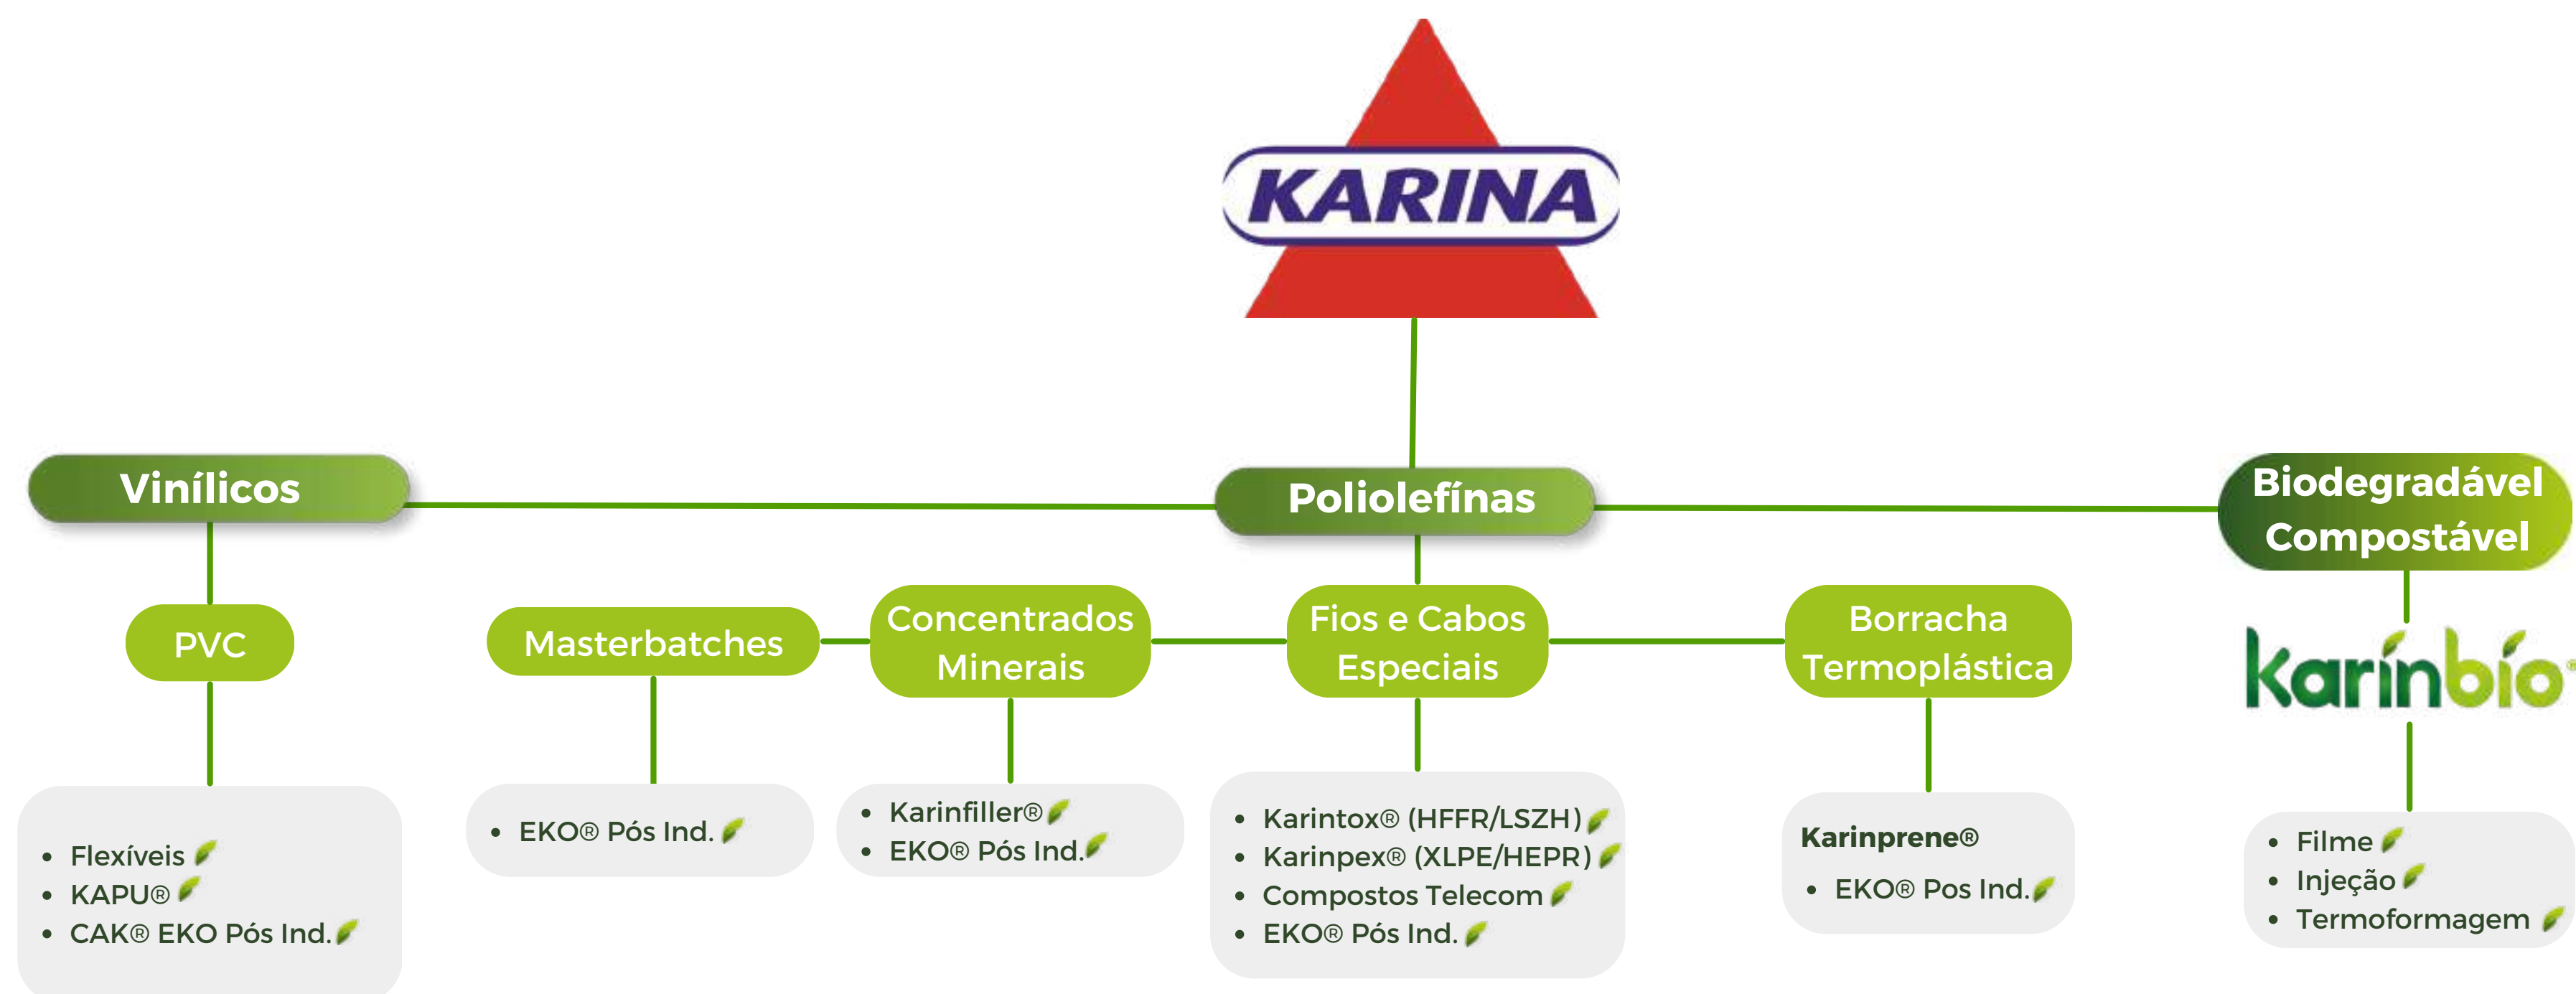 KARINA
Vinílicos
Poliolefínas
Biodegradável
Compostável
PVC
Masterbatches
Concentrados
Minerais
Fios e Cabos
Especiais
Borracha
Termoplástica
karinbio®
• Flexíveis
• KAPU®
• CAK® EKO Pós Ind.
• EKO® Pós Ind.
• Karinfiller®
• EKO® Pós Ind.
• Karintox® (HFFR/LSZH)
• Karinpex® (XLPE/HEPR)
• Compostos Telecom
• EKO® Pós Ind.
Karinprene®
• EKO® Pos Ind.
• Filme
• Injeção
• Termoformagem